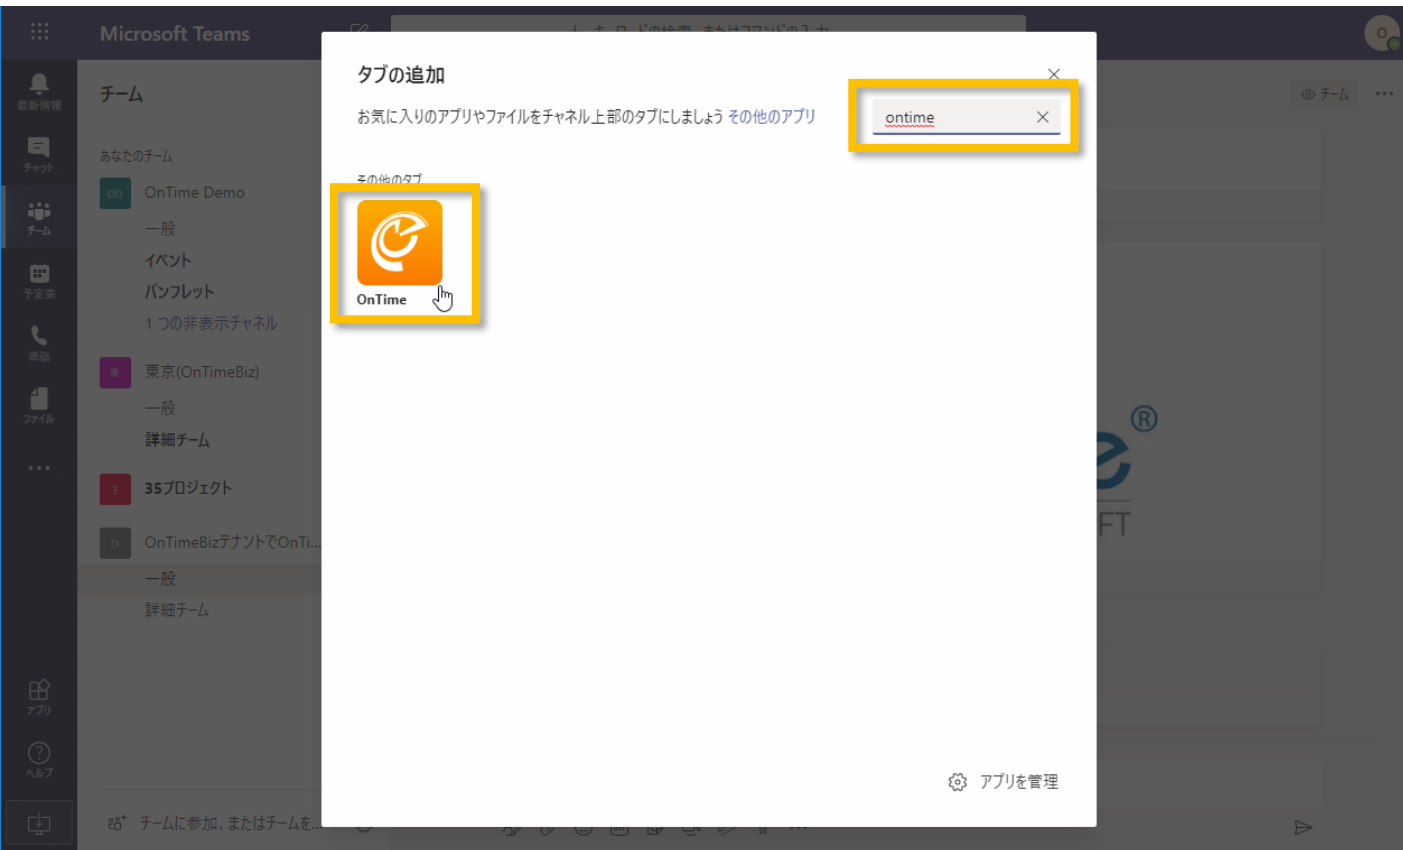 Microsoft Teams
最新情報
チャット
チーム
予定表
通話
ファイル
アプリ
ヘルプ
チーム
あなたのチーム
OD
OnTime Demo
一般
イベント
パンフレット
1 つの非表示チャネル
東
東京(OnTimeBiz)
一般
詳細チーム
3
35プロジェクト
O
OnTimeBizテナントでOnTi...
一般
詳細チーム
チームに参加、またはチームを...
タブの追加
お気に入りのアプリやファイルをチャネル上部のタブにしましょう その他のアプリ
ontime
その他のタブ
OnTime
アプリを管理
O
チーム
e®
FT